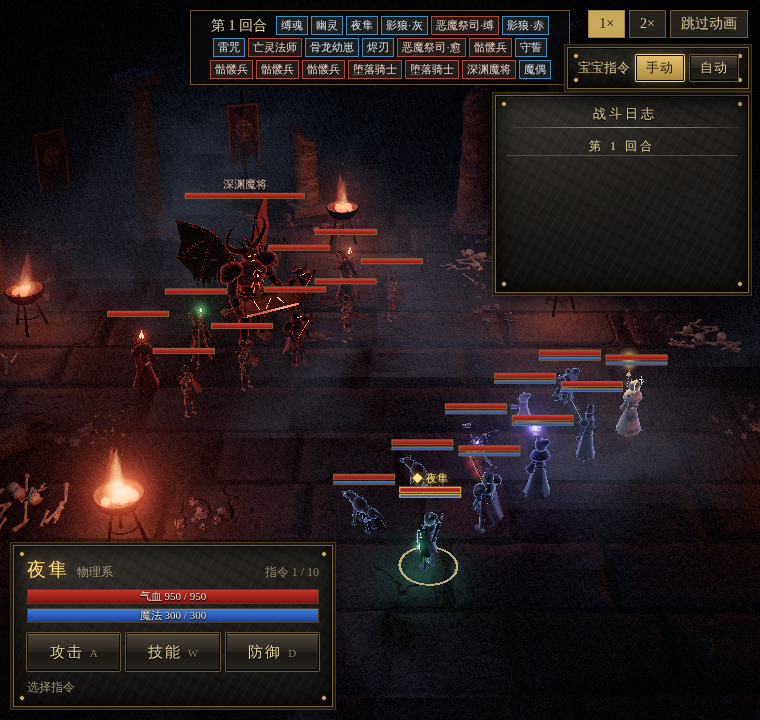 第 1 回合 缚魂 幽灵 夜隼 影狼·灰 恶魔祭司·缚 影狼·赤
雷咒 亡灵法师 骨龙幼崽 烬刃 恶魔祭司·愈 骷髅兵 守誓
骷髅兵 骷髅兵 骷髅兵 堕落骑士 堕落骑士 深渊魔将 魔偶
1× 2× 跳过动画
宝宝指令 手动 自动
战斗日志
第 1 回合
深渊魔将
夜隼
夜隼 物理系 指令 1 / 10
气血 950 / 950
魔法 300 / 300
攻击 A 技能 W 防御 D
选择指令